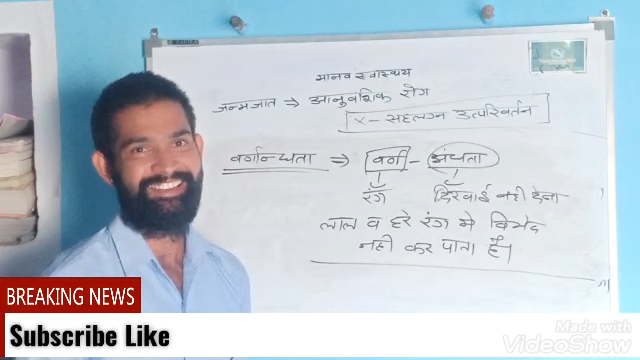 मानव स्वास्थ्य
जन्मजात ⇒ आनुवंशिक रोग
X - सहलग्न उत्परिवर्तन
वर्णान्धता ⇒ वर्ण - अंधता
रंग दिखाई नही देना
लाल व हरे रंग मे विभेद
नही कर पाता है।
BREAKING NEWS
Subscribe Like
Made with
VideoShow